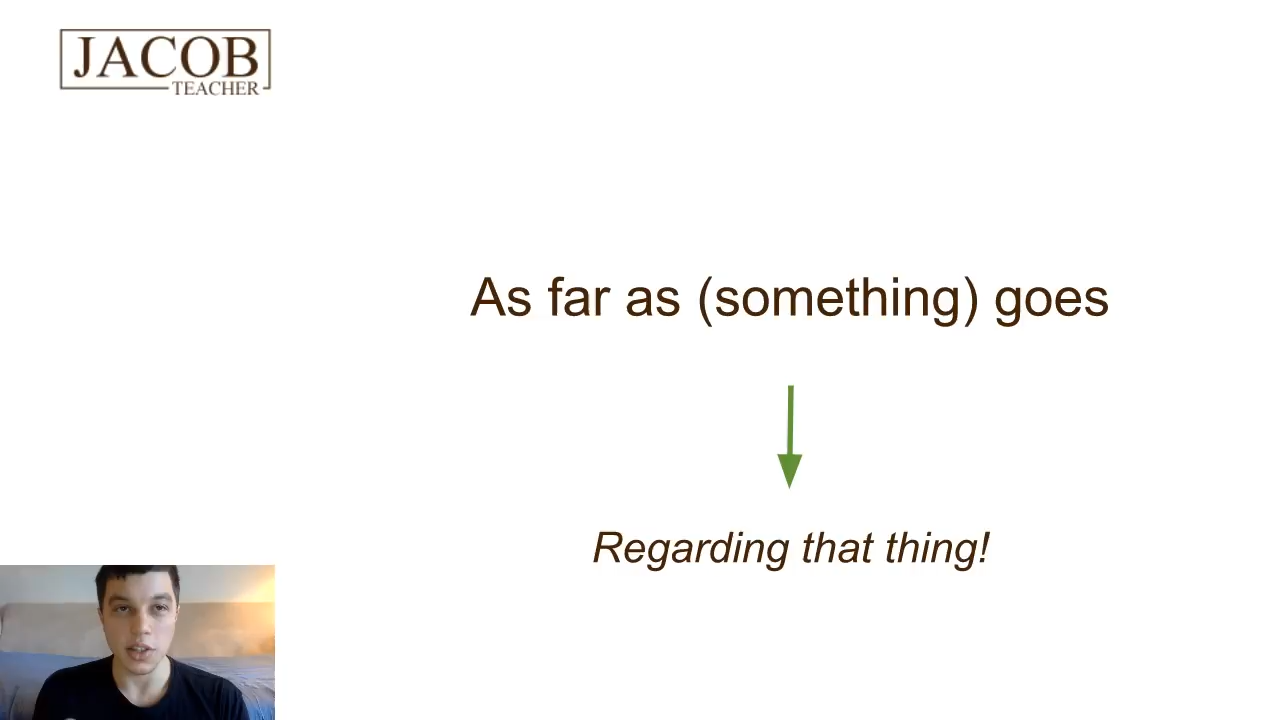 JACOB
TEACHER
As far as (something) goes
Regarding that thing!